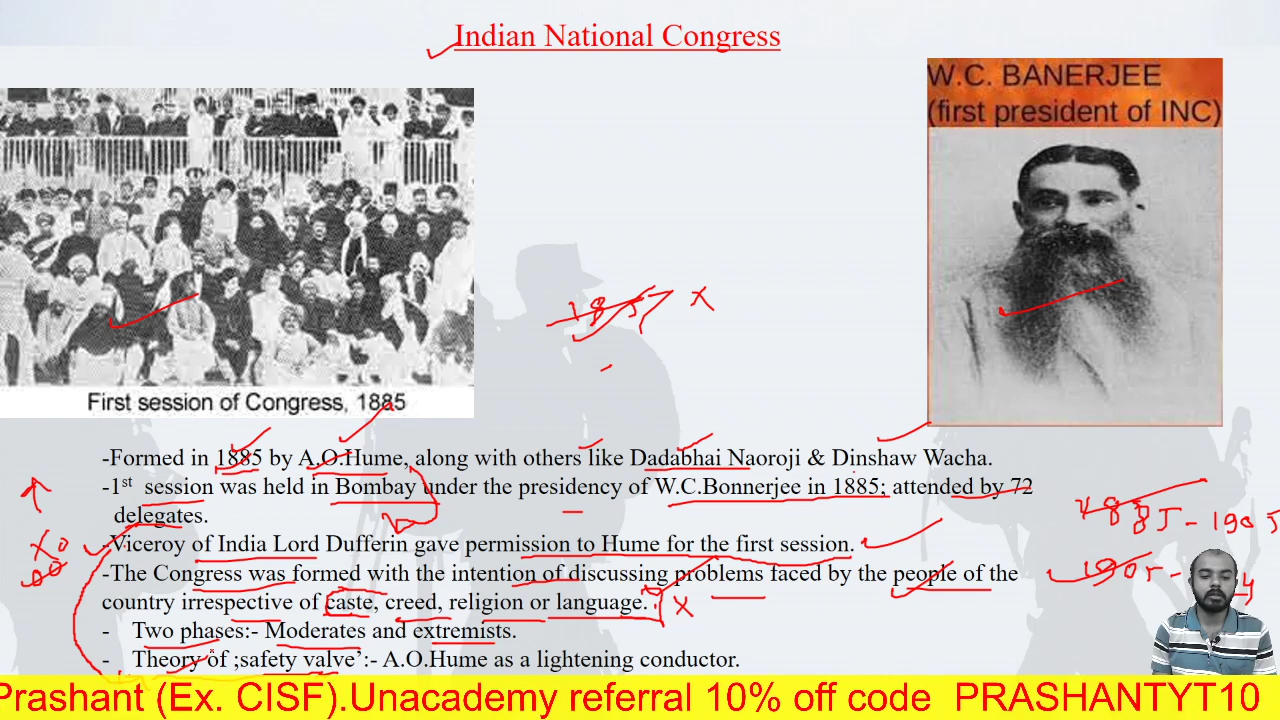 Indian National Congress
W.C. BANERJEE
(first president of INC)
First session of Congress, 1885
1857 x
-Formed in 1885 by A.O.Hume, along with others like Dadabhai Naoroji & Dinshaw Wacha.
-1st session was held in Bombay under the presidency of W.C.Bonnerjee in 1885; attended by 72
delegates.
-Viceroy of India Lord Dufferin gave permission to Hume for the first session.
-The Congress was formed with the intention of discussing problems faced by the people of the
country irrespective of caste, creed, religion or language.
- Two phases:- Moderates and extremists.
- Theory of ;safety valve’:- A.O.Hume as a lightening conductor.
1885-1905
1905-
Prashant (Ex. CISF).Unacademy referral 10% off code PRASHANTYT10